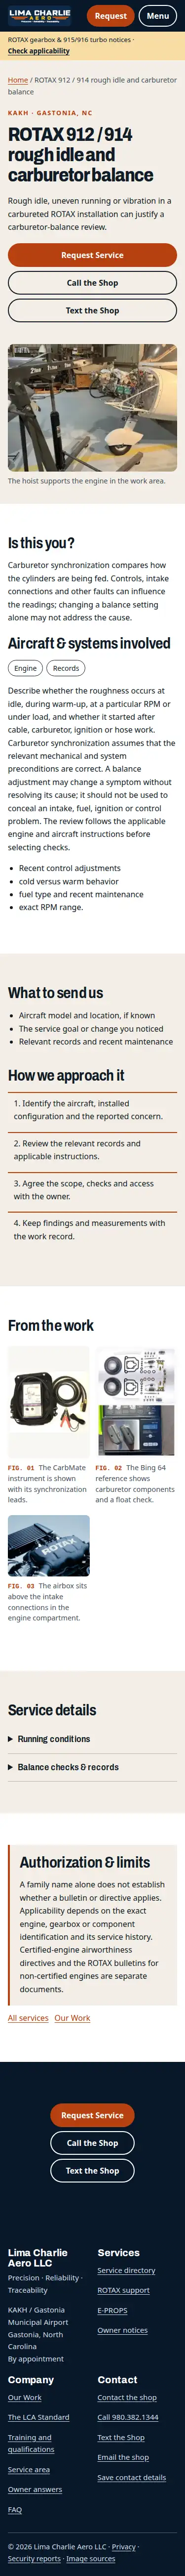 LIMA CHARLIE
Request
Menu
ROTAX gearbox & 915/916 turbo notices ·
Check applicability
Home / ROTAX 912 / 914 rough idle and carburetor
balance
KAKH · GASTONIA, NC
ROTAX 912 / 914
rough idle and
carburetor balance
Rough idle, uneven running or vibration in a
carbureted ROTAX installation can justify a
carburetor-balance review.
Request Service
Call the Shop
Text the Shop
The hoist supports the engine in the work area.
Is this you?
Carburetor synchronization compares how
the cylinders are being fed. Controls, intake
connections and other faults can influence
the readings; changing a balance setting
alone may not address the cause.
Aircraft & systems involved
Engine
Records
Describe whether the roughness occurs at
idle, during warm-up, at a particular RPM or
under load, and whether it appeared after
cable, carburetor, ignition or hose work.
Carburetor synchronization assumes that the
relevant mechanical and system
preconditions are correct. A balance
adjustment may change a symptom without
resolving its cause; it should not be used to
conceal an intake, fuel, ignition or control
problem. The review follows the applicable
engine and aircraft instructions before
selecting checks.
• Recent control adjustments
• cold versus warm behavior
• fuel type and recent maintenance
• exact RPM range.
What to send us
• Aircraft model and location, if known
• The service goal or change you noticed
• Relevant records and recent maintenance
How we approach it
1. Identify the aircraft, installed
configuration and the reported concern.
2. Review the relevant records and
applicable instructions.
3. Agree the scope, checks and access
with the owner.
4. Keep findings and measurements with
the work record.
From the work
FIG. 01 The CarbMate
instrument is shown
with its synchronization
leads.
FIG. 02 The Bing 64
reference shows
carburetor components
and a float check.
ROTAX
FIG. 03 The airbox sits
above the intake
connections in the
engine compartment.
Service details
Running conditions
Balance checks & records
Authorization & limits
A family name alone does not establish
whether a bulletin or directive applies.
Applicability depends on the exact
engine, gearbox or component
identification and its service history.
Certified-engine airworthiness
directives and the ROTAX bulletins for
non-certified engines are separate
documents.
All services Our Work
Request Service
Call the Shop
Text the Shop
Lima Charlie
Aero LLC
Precision · Reliability ·
Traceability
KAKH / Gastonia
Municipal Airport
Gastonia, North
Carolina
By appointment
Services
Service directory
ROTAX support
E-PROPS
Owner notices
Company
Our Work
The LCA Standard
Training and
qualifications
Service area
Owner answers
FAQ
Contact
Contact the shop
Call 980.382.1344
Text the Shop
Email the shop
Save contact details
© 2026 Lima Charlie Aero LLC · Privacy ·
Security reports · Image sources